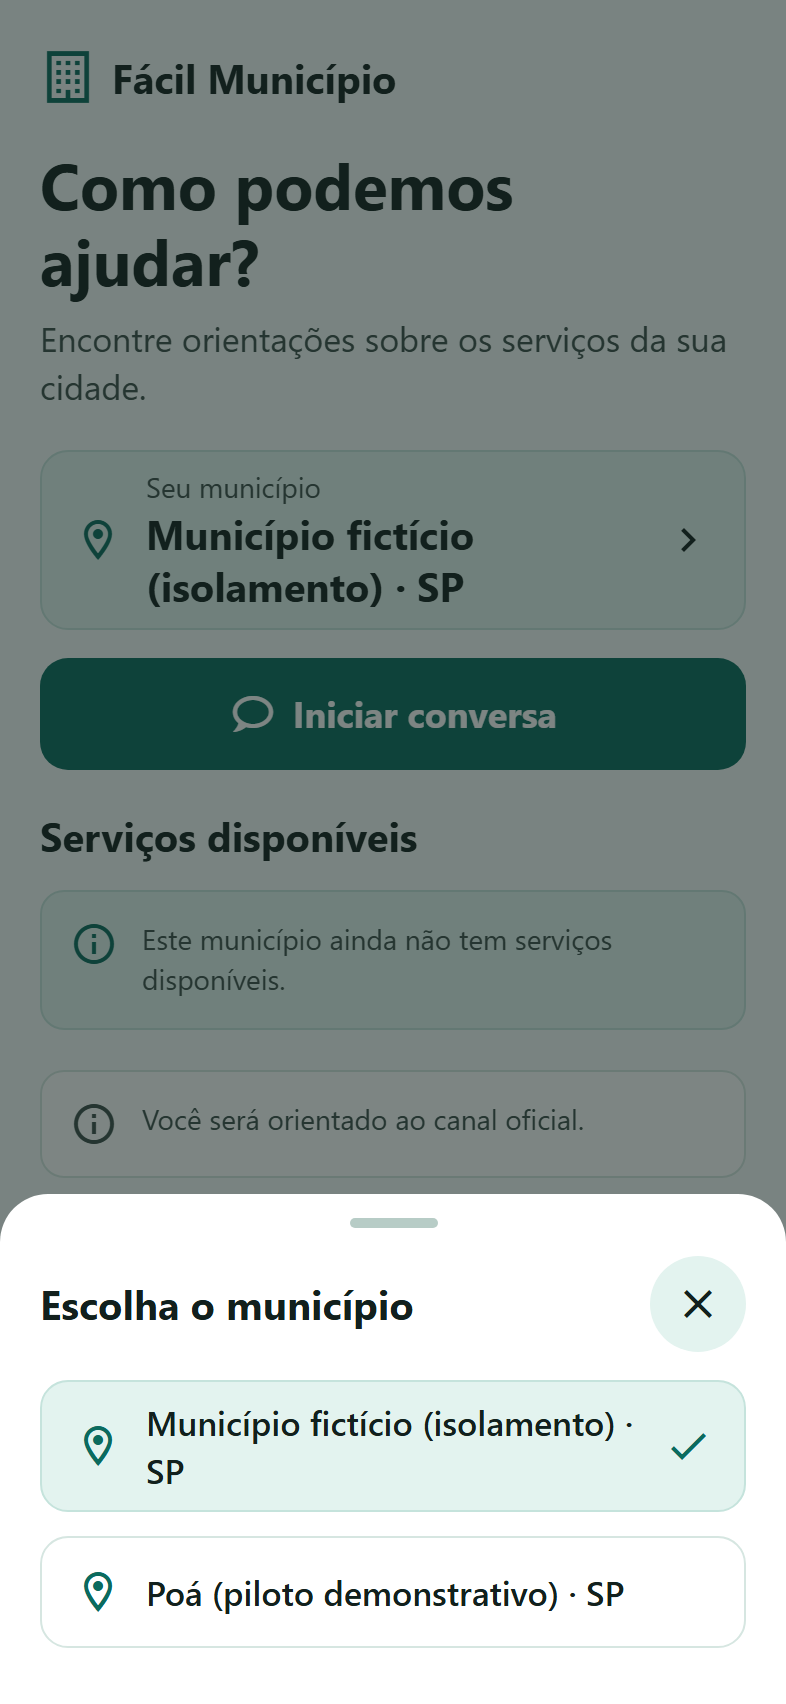 Fácil Município
Como podemos
ajudar?
Encontre orientações sobre os serviços da sua
cidade.
Seu município
Município fictício
(isolamento) · SP
Iniciar conversa
Serviços disponíveis
Este município ainda não tem serviços
disponíveis.
Você será orientado ao canal oficial.
Escolha o município
Município fictício (isolamento) ·
SP
Poá (piloto demonstrativo) · SP